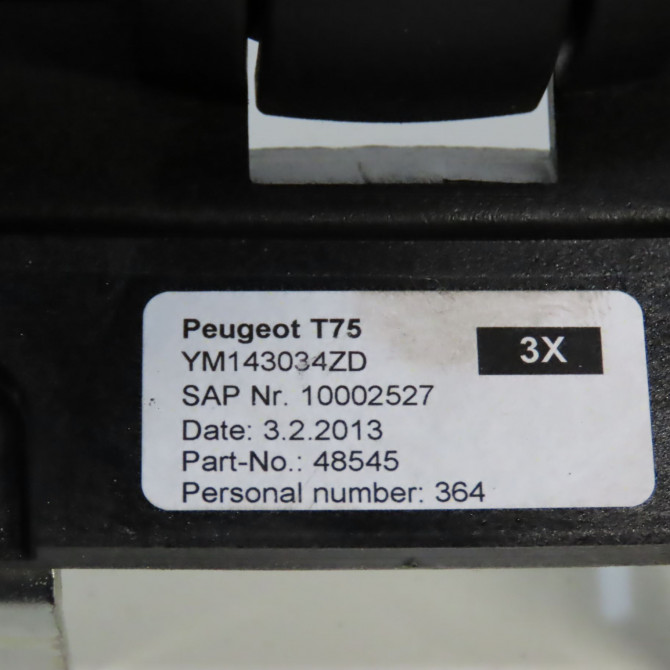 Peugeot T75
3X
YM143034ZD
SAP Nr. 10002527
Date: 3.2.2013
Part-No.: 48545
Personal number: 364